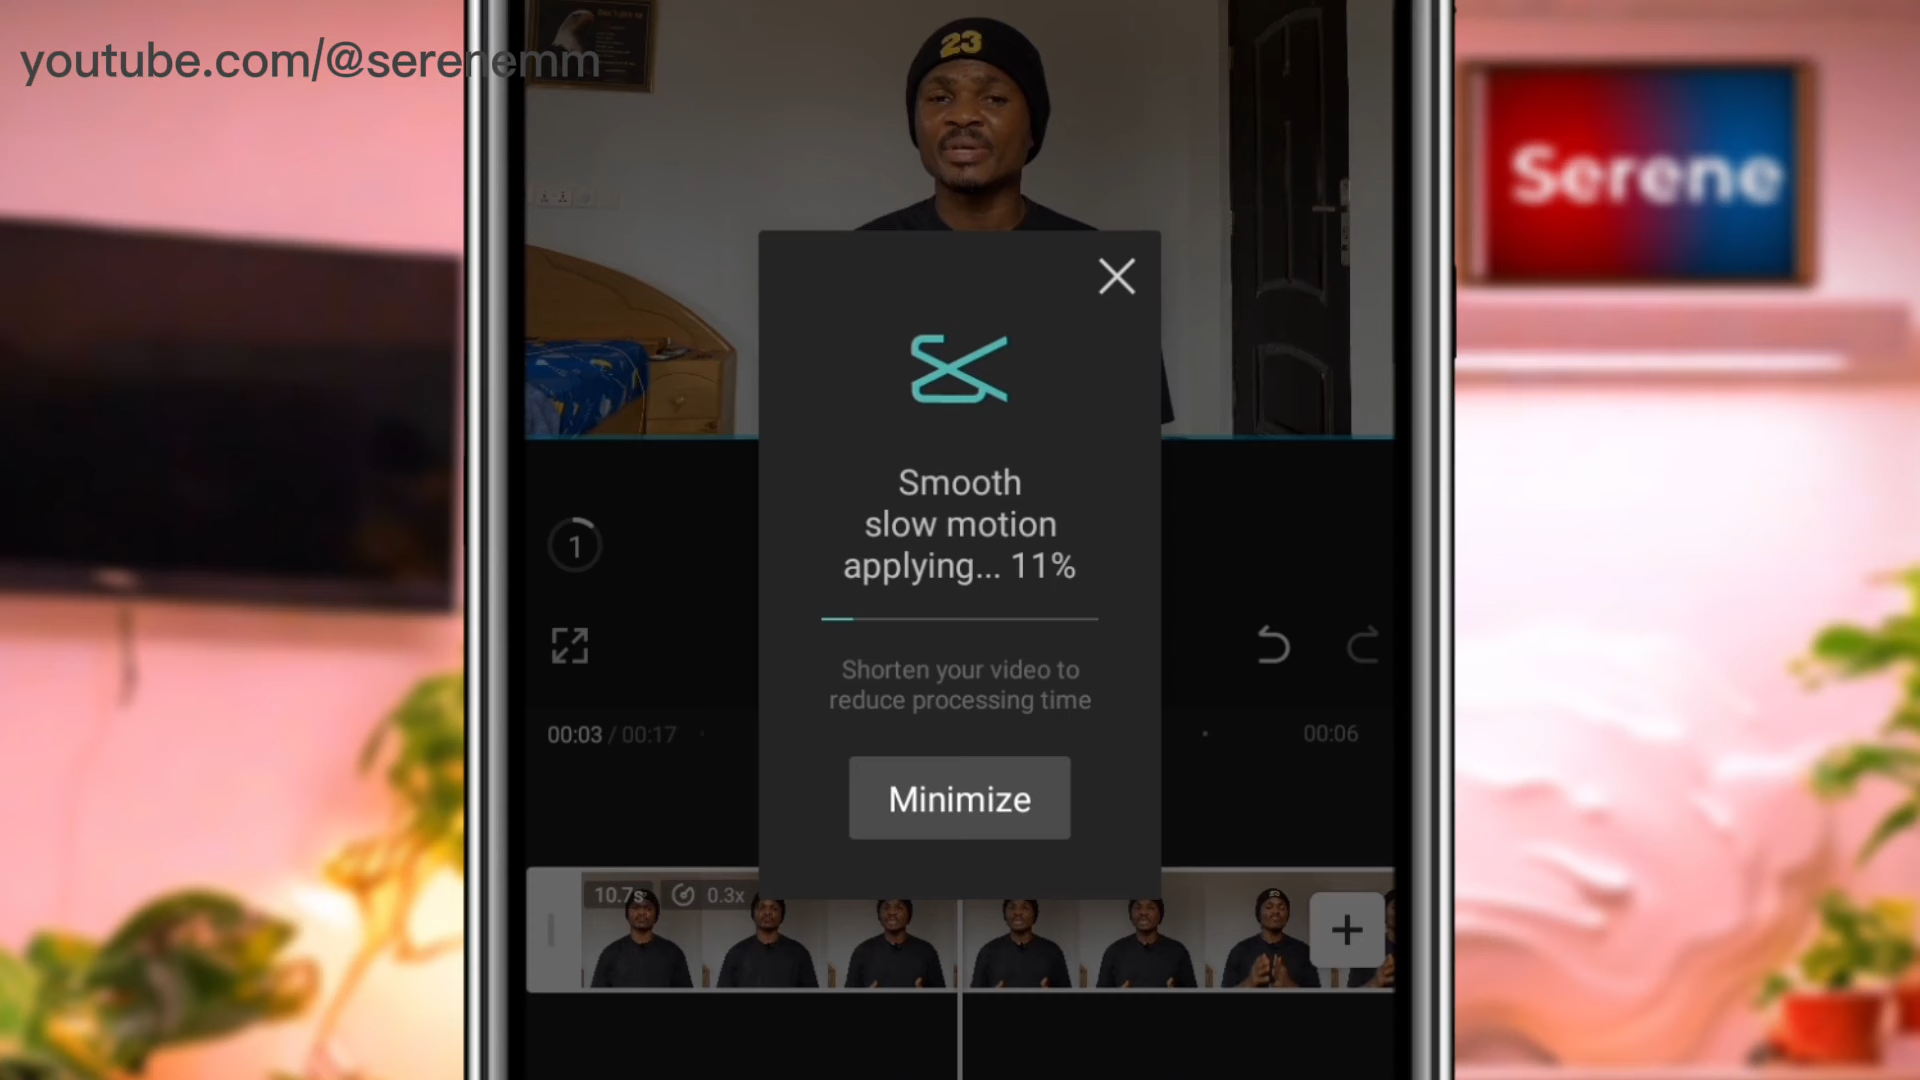 youtube.com/@serenemm
23
Serene
Smooth
slow motion
applying... 11%
1
Shorten your video to
reduce processing time
00:03 / 00:17
00:06
Minimize
10.7s
0.3x